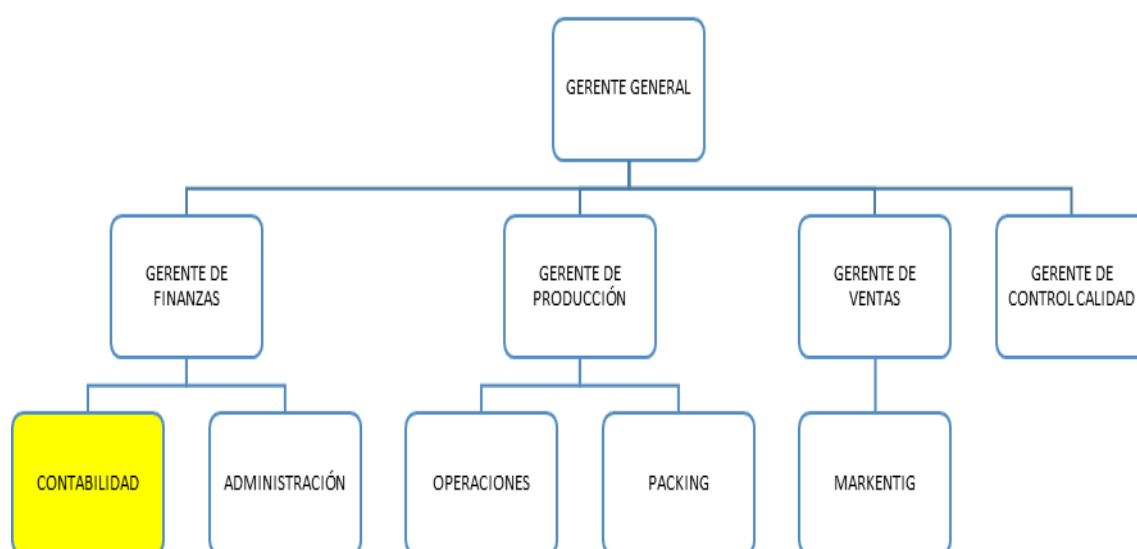 GERENTE GENERAL
GERENTE DE
FINANZAS
GERENTE DE
PRODUCCIÓN
GERENTE DE
VENTAS
GERENTE DE
CONTROL CALIDAD
CONTABILIDAD
ADMINISTRACIÓN
OPERACIONES
PACKING
MARKENTIG